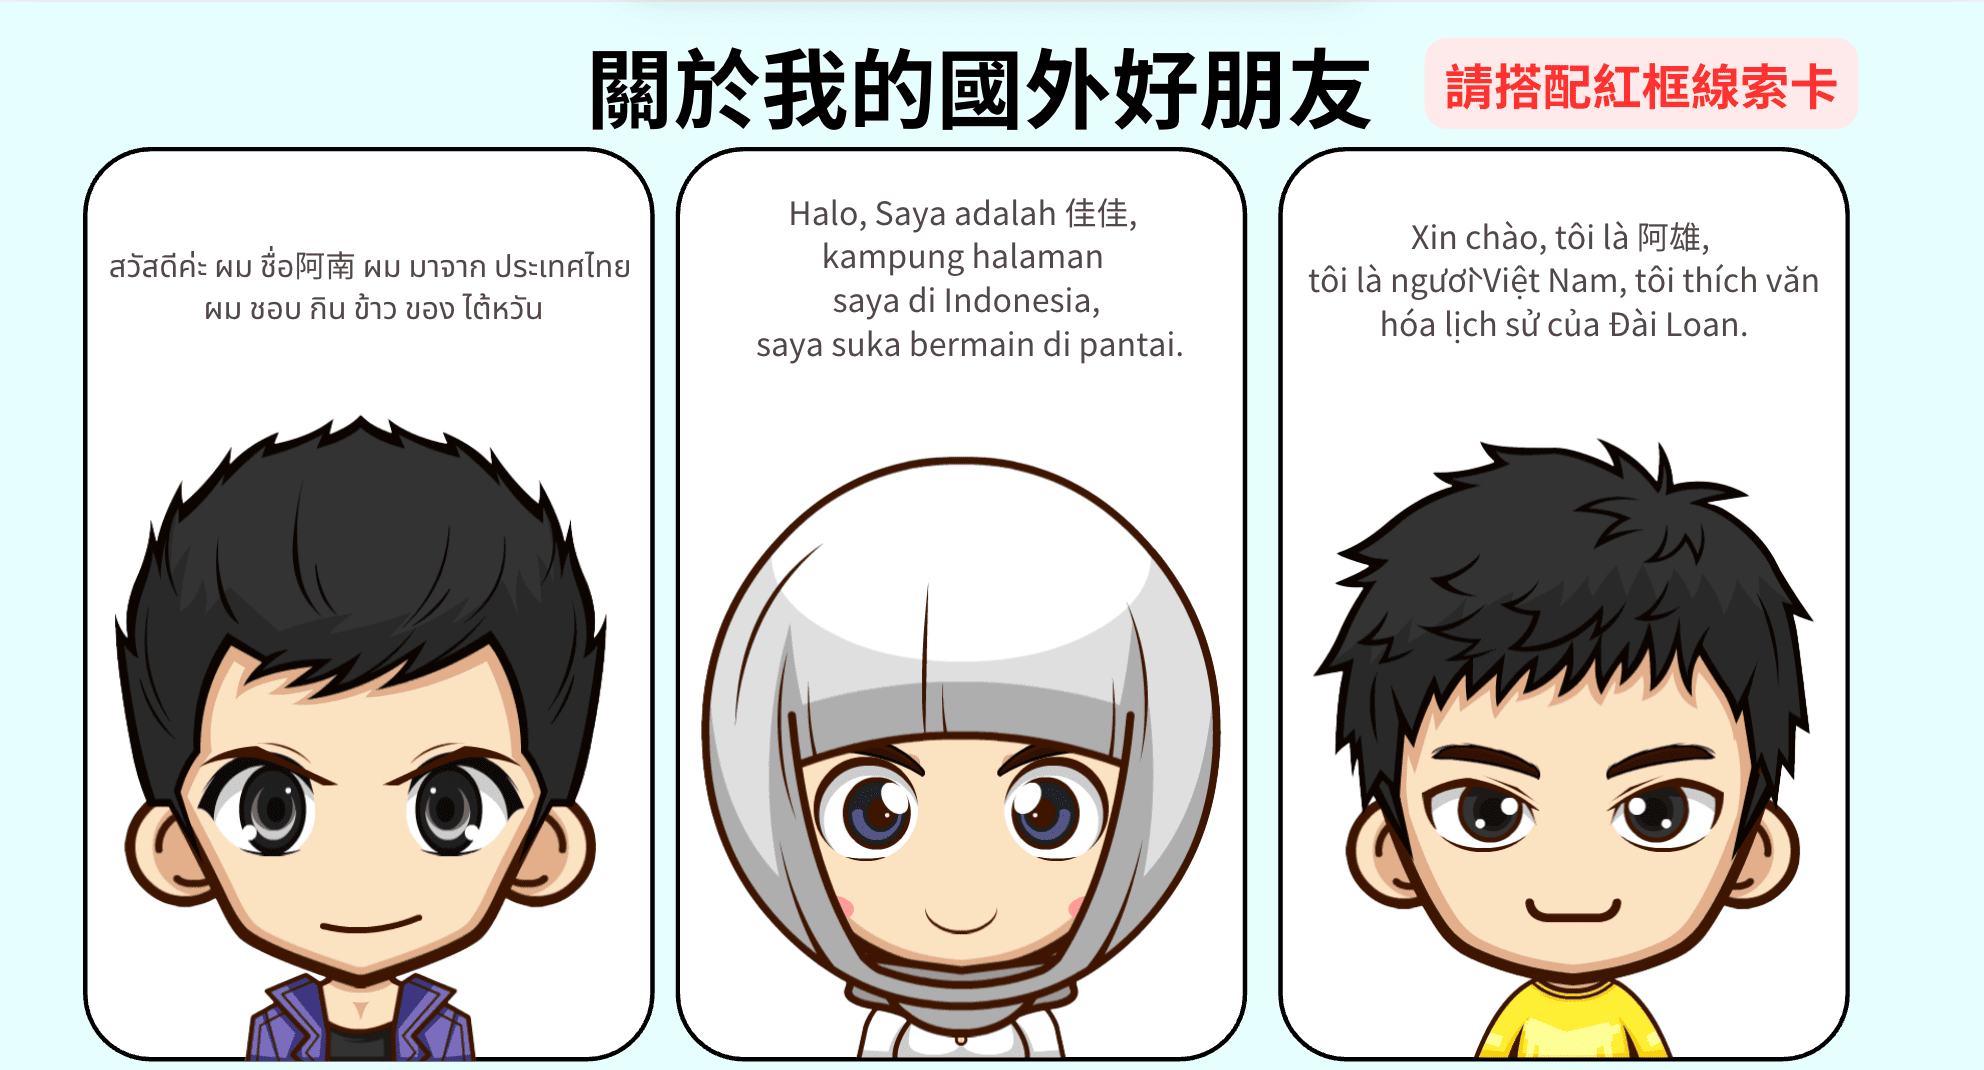 關於我的國外好朋友
請搭配紅框線索卡
สวัสดีค่ะ ผม ชื่อ阿南 ผม มาจาก ประเทศไทย
ผม ชอบ กิน ข้าว ของ ไต้หวัน
Halo, Saya adalah 佳佳,
kampung halaman
saya di Indonesia,
saya suka bermain di pantai.
Xin chào, tôi là 阿雄,
tôi là người Việt Nam, tôi thích văn
hóa lịch sử của Đài Loan.